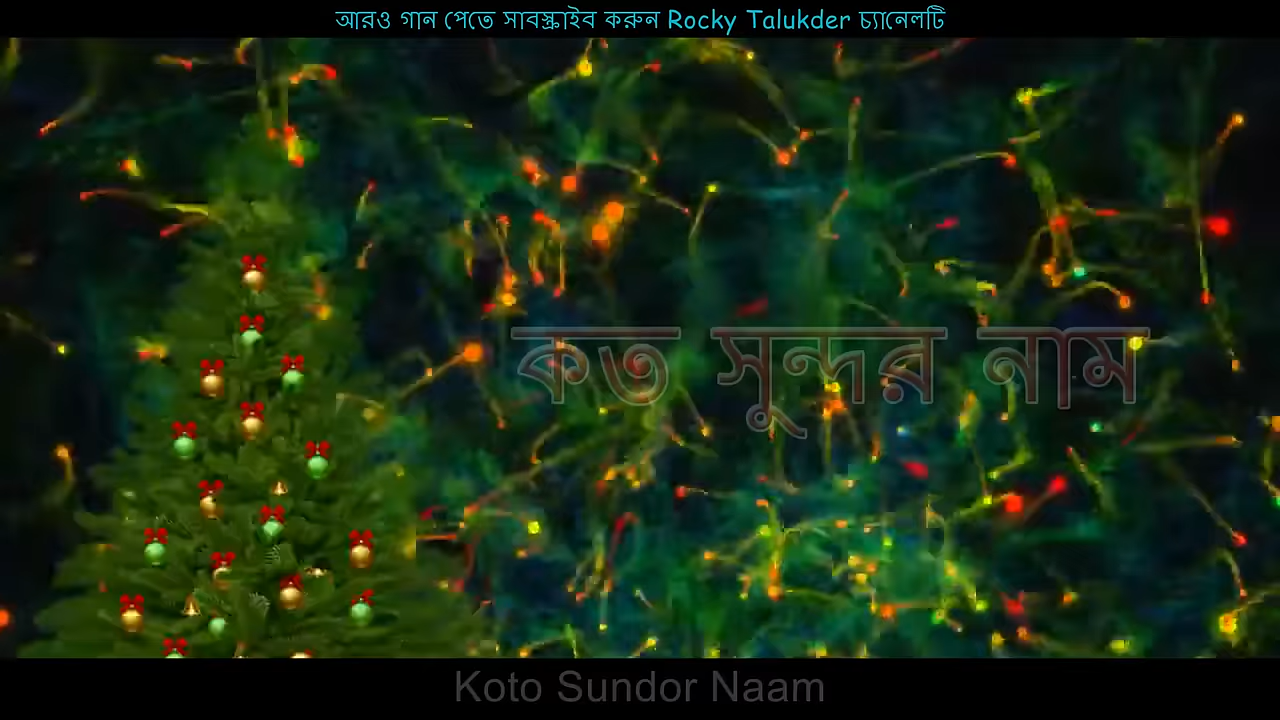 আরও গান পেতে সাবস্ক্রাইব করুন Rocky Talukder চ্যানেলটি
কত সুন্দর নাম
Koto Sundor Naam